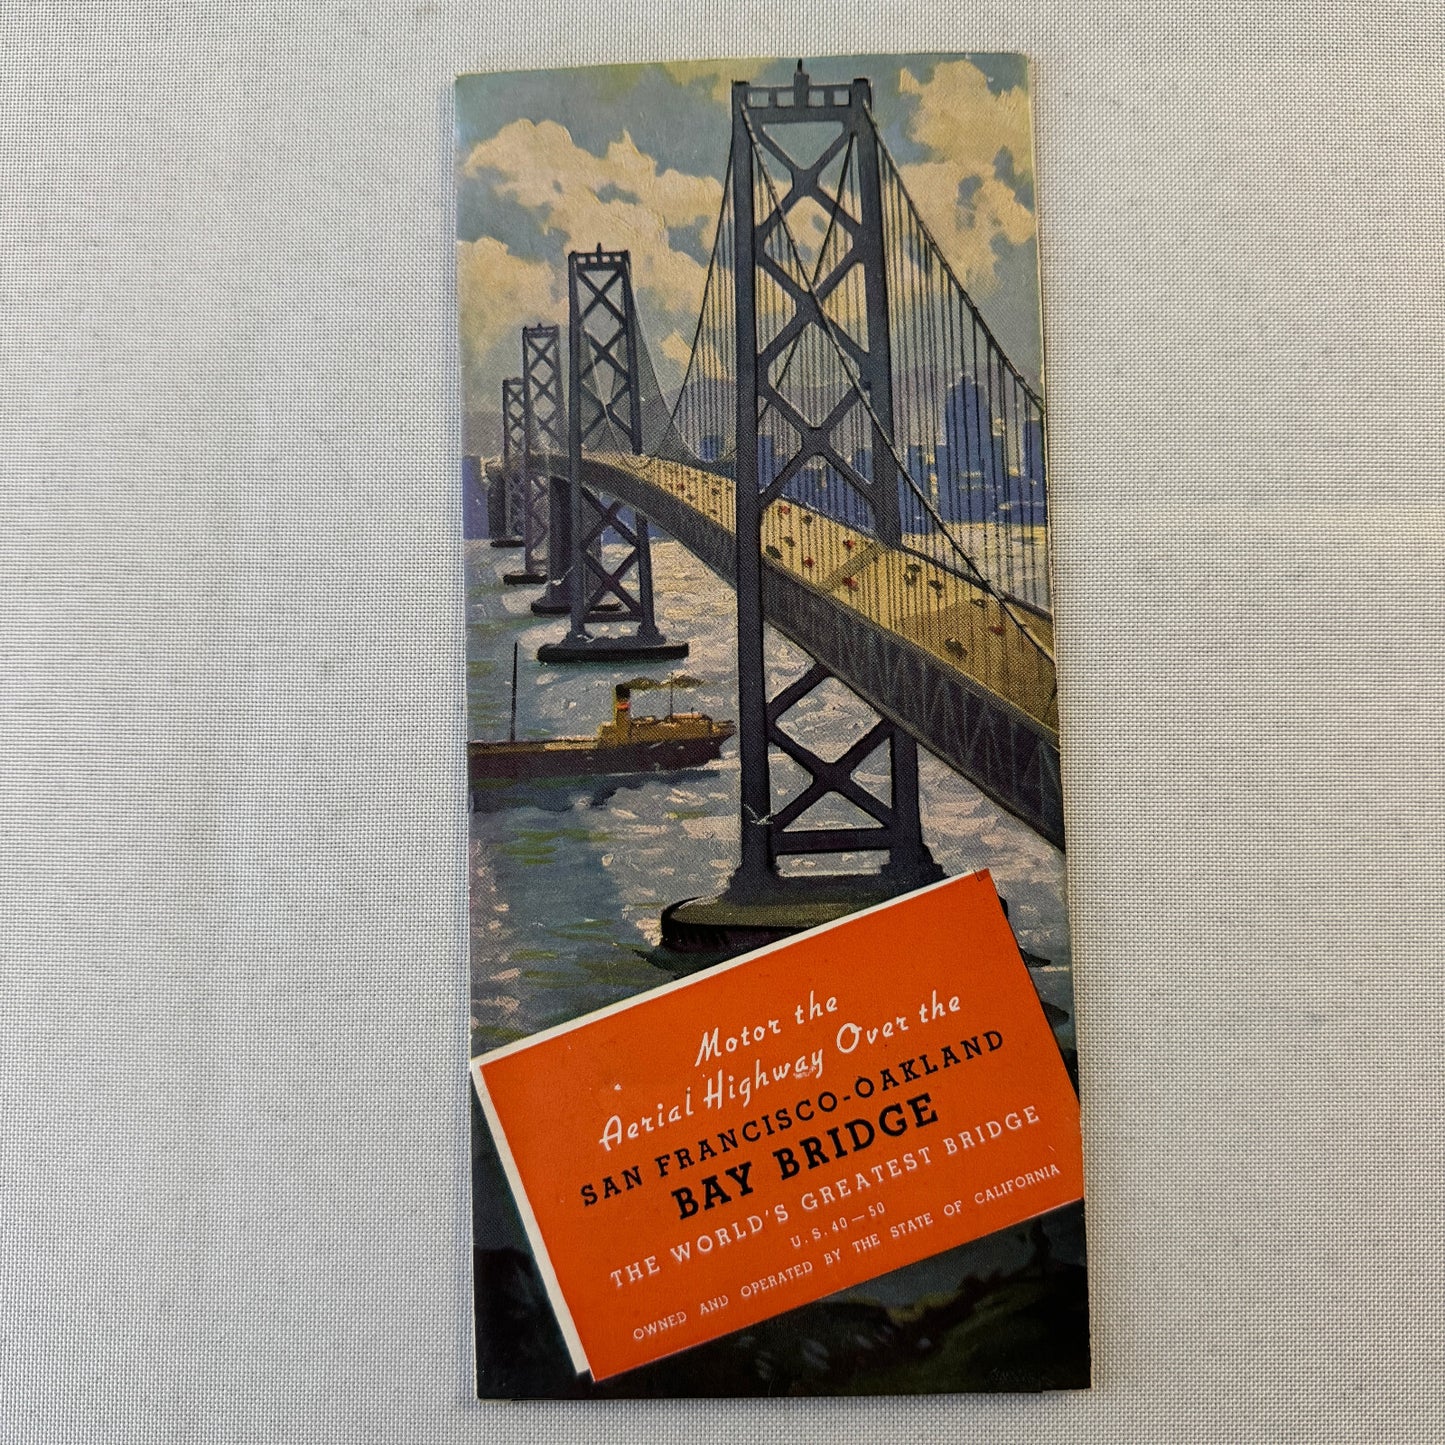 Motor the
Aerial Highway Over the
SAN FRANCISCO-OAKLAND
BAY BRIDGE
THE WORLD'S GREATEST BRIDGE
U. S. 40—50
OWNED AND OPERATED BY THE STATE OF CALIFORNIA